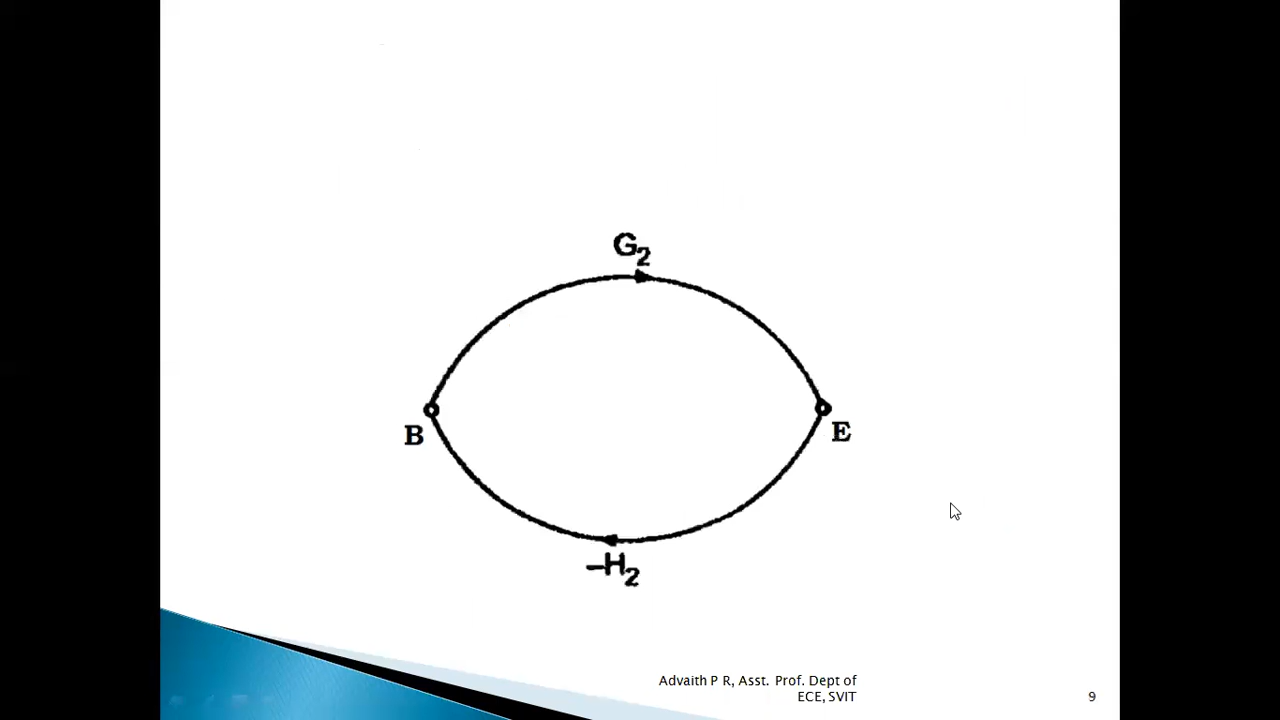 G₂
B
E
–H₂
Advaith P R, Asst. Prof. Dept of
ECE, SVIT
9